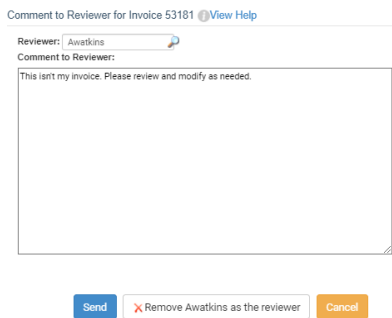 Comment to Reviewer for Invoice 53181 i View Help
Reviewer: Awatkins
Comment to Reviewer:
This isn't my invoice. Please review and modify as needed.
Send Remove Awatkins as the reviewer Cancel